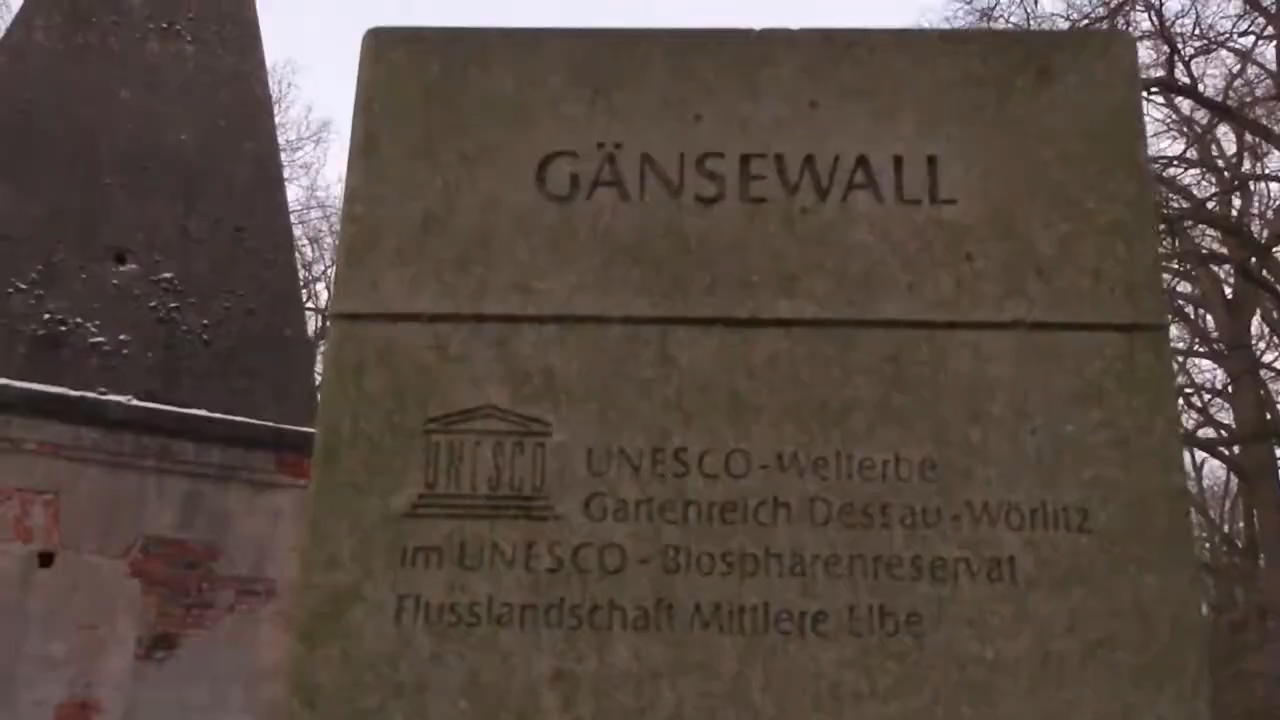 GÄNSEWALL
UNESCO
UNESCO-Welterbe
Gartenreich Dessau-Wörlitz
im UNESCO-Biosphärenreservat
Flusslandschaft Mittlere Elbe